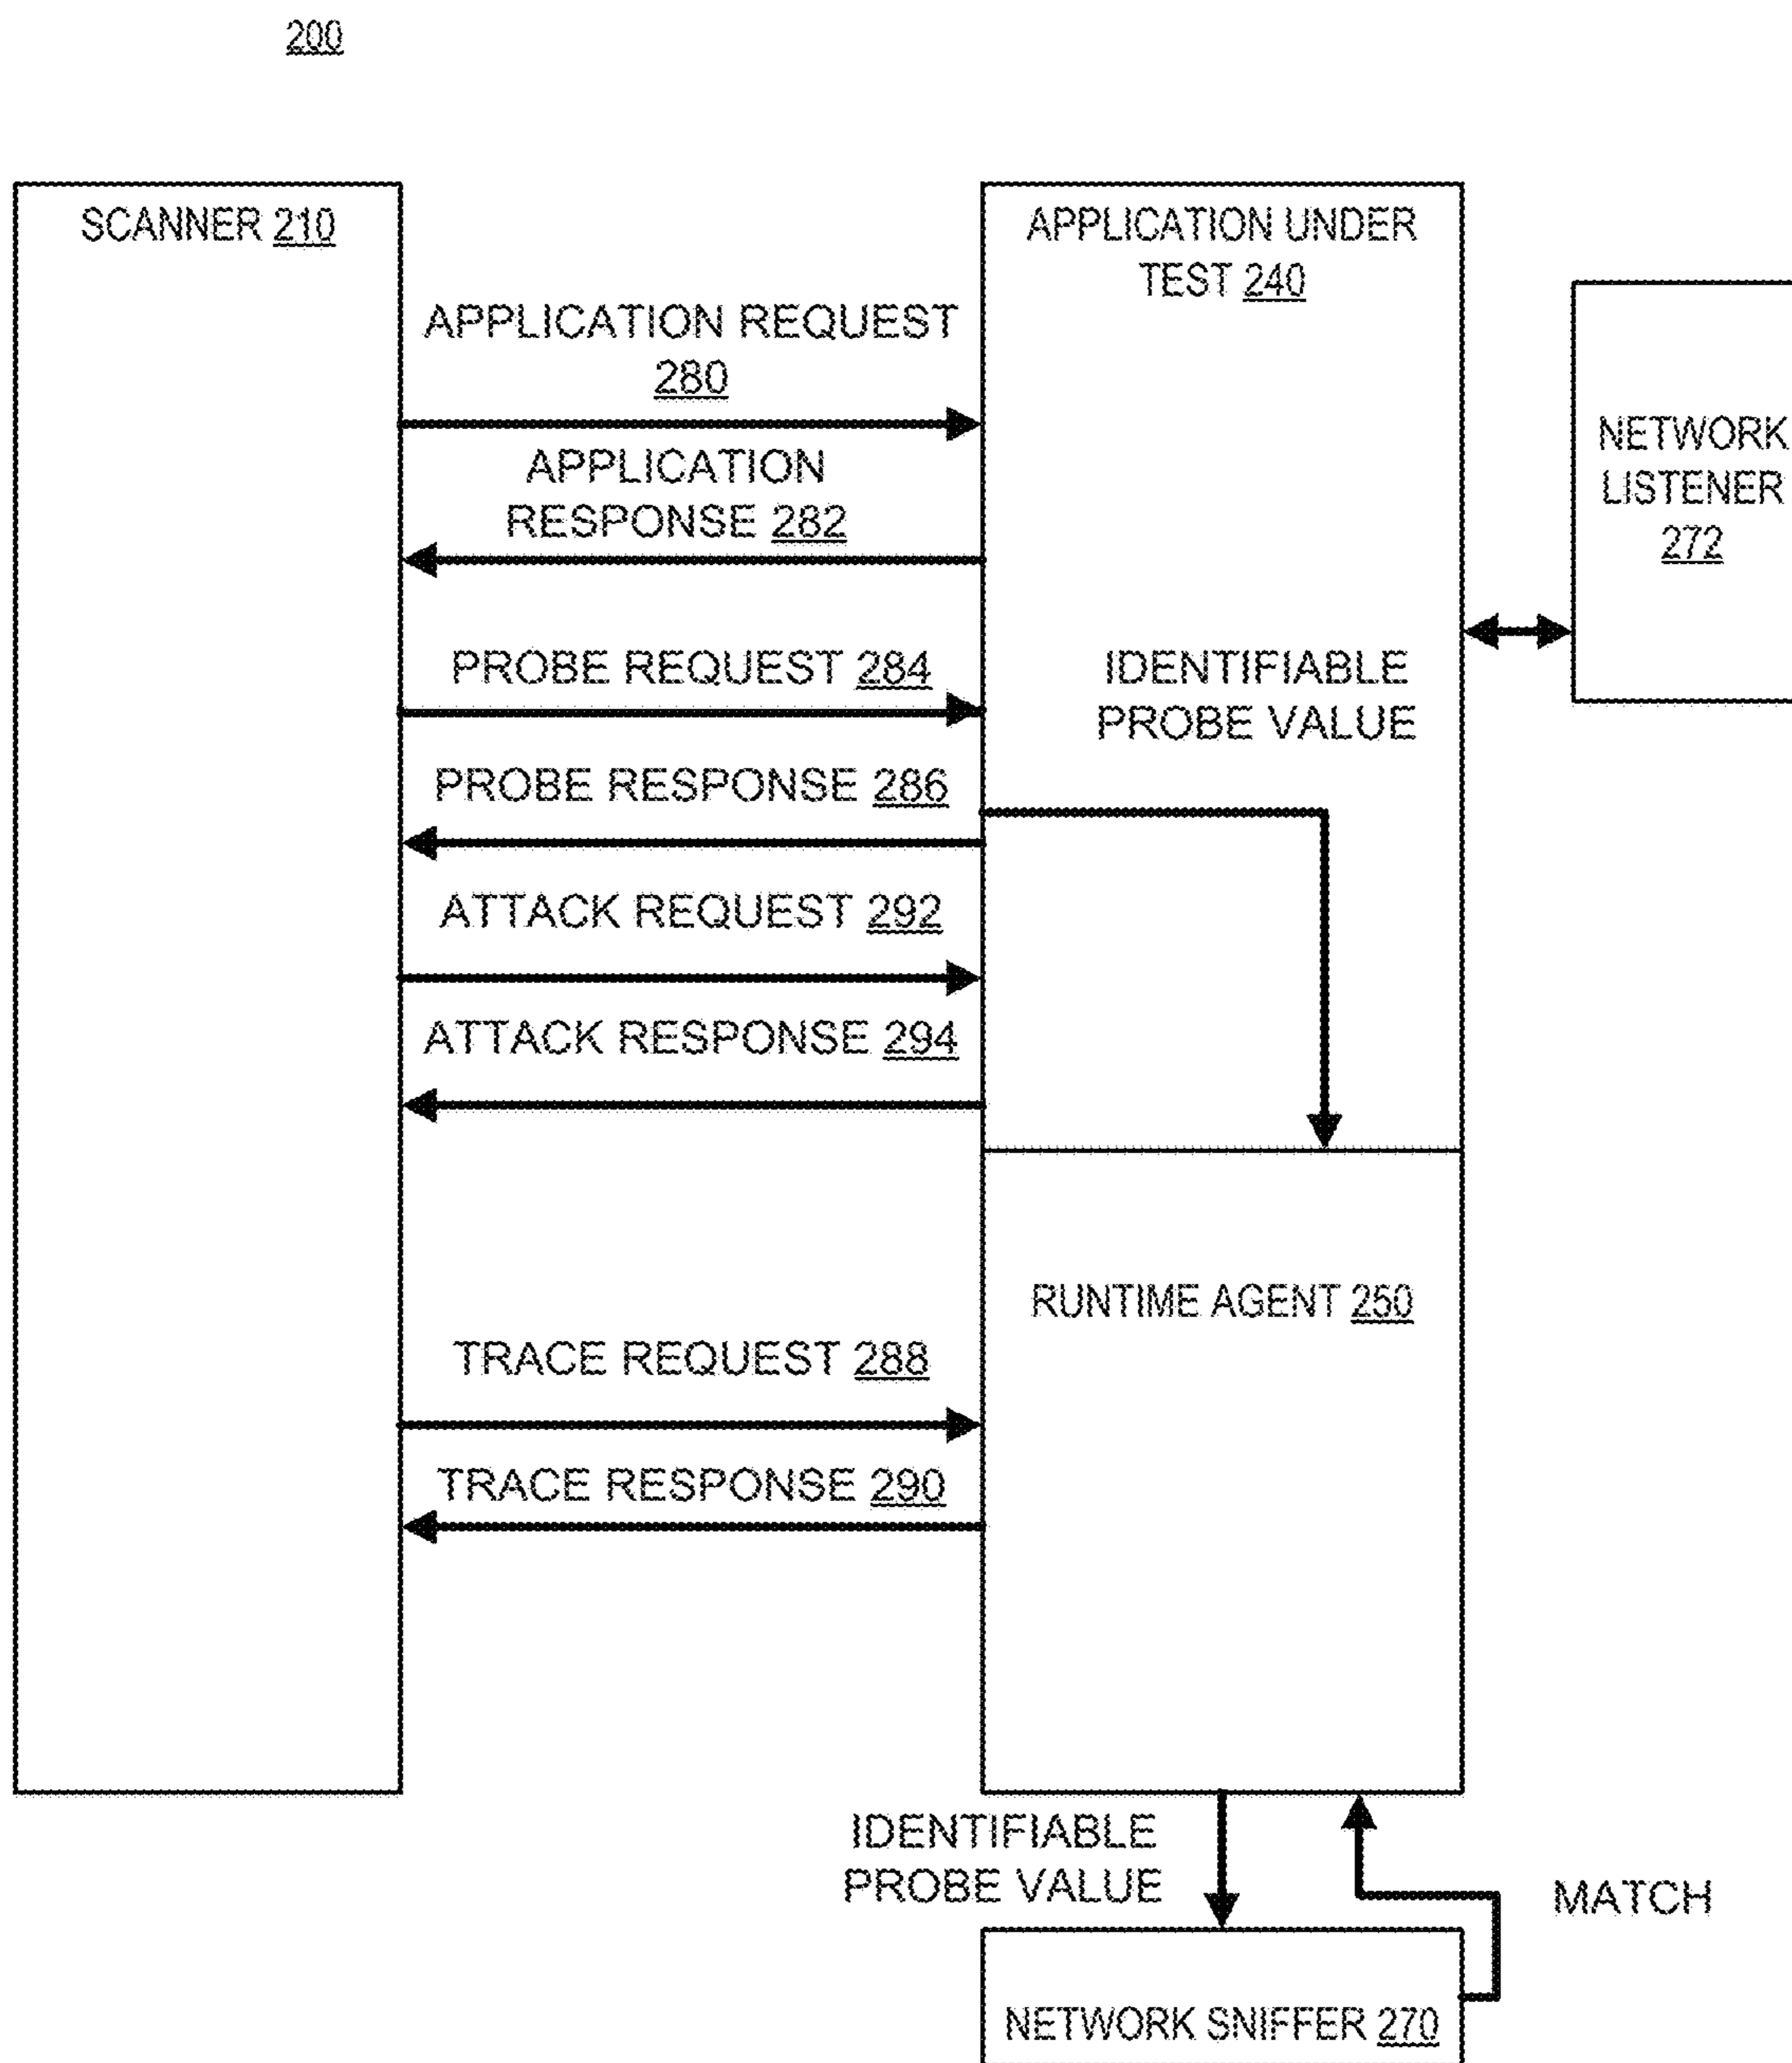 200
SCANNER 210
APPLICATION UNDER
TEST 240
APPLICATION REQUEST
280
APPLICATION
RESPONSE 282
NETWORK
LISTENER
272
PROBE REQUEST 284
IDENTIFIABLE
PROBE VALUE
PROBE RESPONSE 286
ATTACK REQUEST 292
ATTACK RESPONSE 294
RUNTIME AGENT 250
TRACE REQUEST 288
TRACE RESPONSE 290
IDENTIFIABLE
PROBE VALUE
MATCH
NETWORK SNIFFER 270